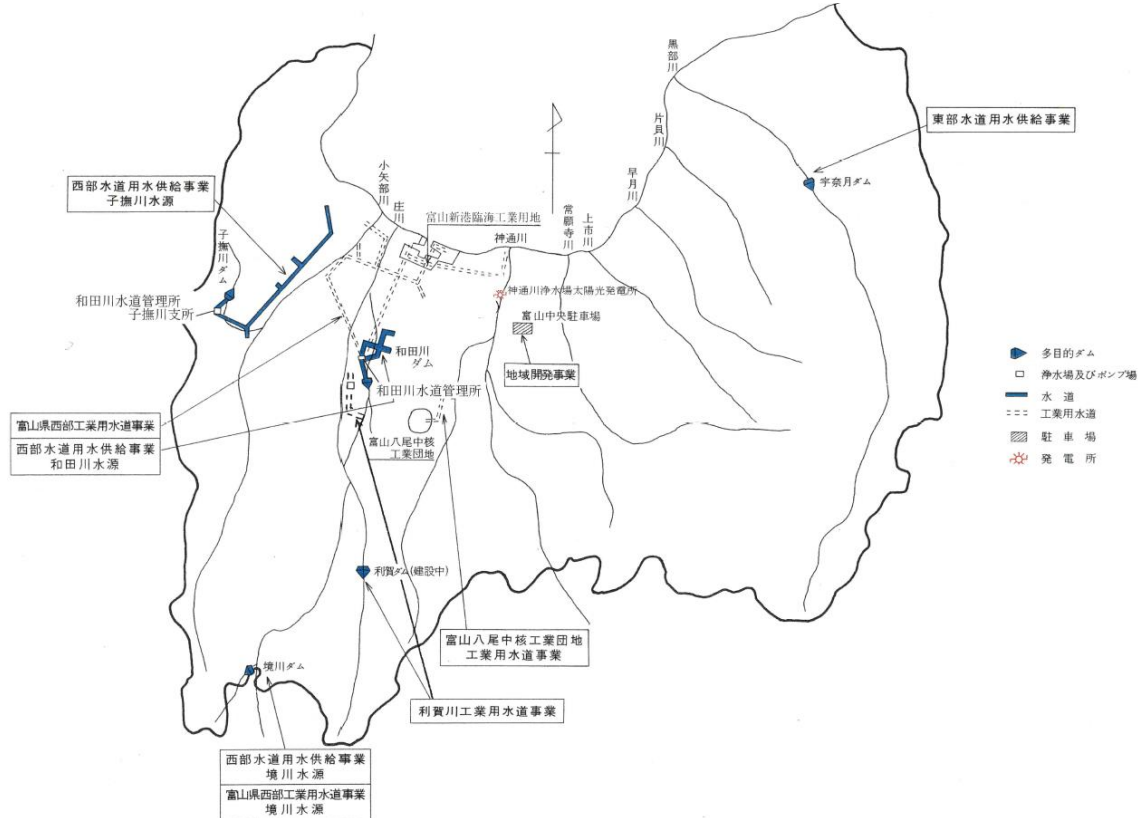 黒部川
片貝川
早月川
上市川
常願寺川
神通川
小矢部川
庄川
富山新港臨海工業用地
東部水道用水供給事業
宇奈月ダム
西部水道用水供給事業
子撫川水源
子撫川ダム
和田川水道管理所
子撫川支所
神通川浄水場太陽光発電所
富山中央駐車場
地域開発事業
和田川
ダム
和田川水道管理所
富山県西部工業用水道事業
西部水道用水供給事業
和田川水源
富山八尾中核
工業団地
多目的ダム
浄水場及びポンプ場
水道
工業用水道
駐車場
発電所
利賀ダム(建設中)
富山八尾中核工業団地
工業用水道事業
境川ダム
利賀川工業用水道事業
西部水道用水供給事業
境川水源
富山県西部工業用水道事業
境川水源